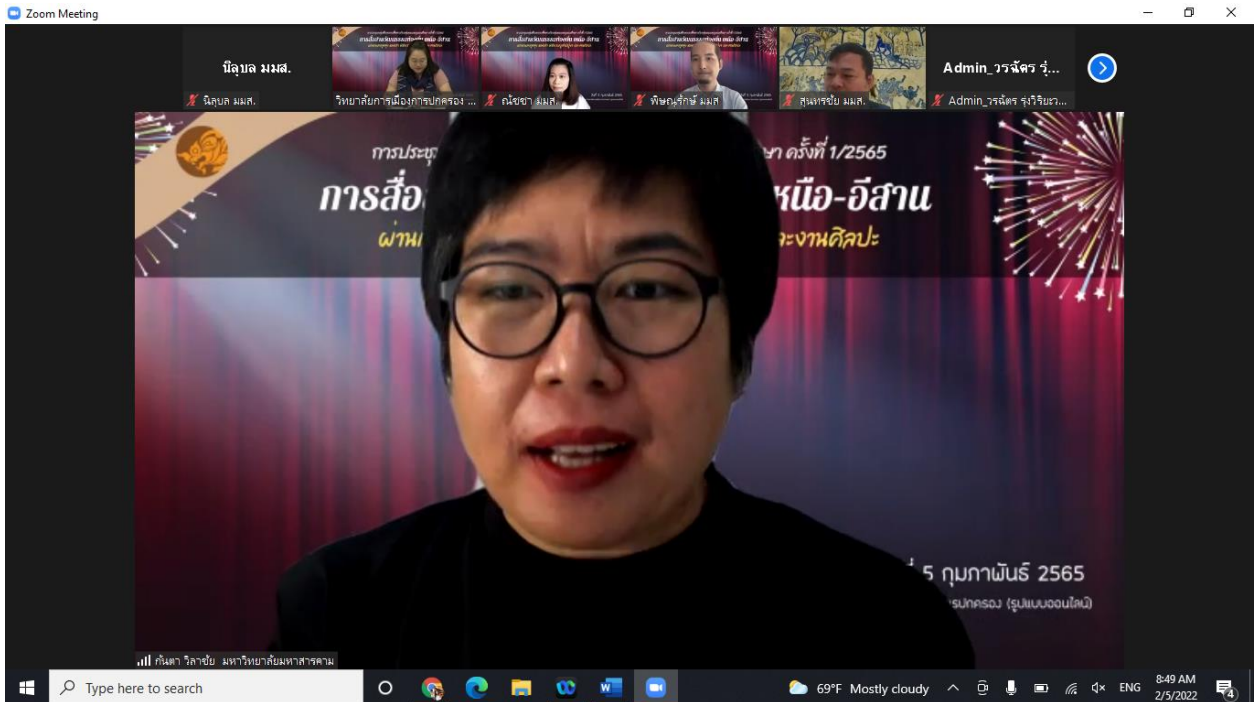 Zoom Meeting
นิลุบล มมส.
นิลุบล มมส.
วิทยาลัยการเมืองการปกครอง ...
ณัชชา มมส.
พิษณุรักษ์ มมส
สุนทรชัย มมส.
Admin_วรฉัตร รุ่...
Admin_วรฉัตร รุ่งวิริยะว...
การประชุ
ษา ครั้งที่ 1/2565
การสื่อ
หนือ-อีสาน
ผ่าน
ะงานศิลปะ
5 กุมภาพันธ์ 2565
รปกครอง (รูปแบบออนไลน์)
กันตา วิลาชัย มหาวิทยาลัยมหาสารคาม
Type here to search
69°F Mostly cloudy
ENG
8:49 AM
2/5/2022
4